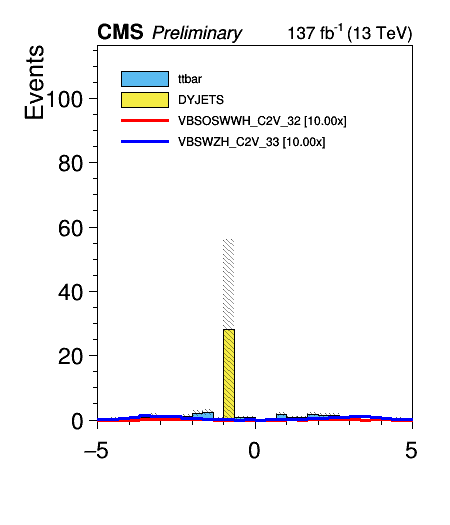 CMS Preliminary 137 fb-1 (13 TeV)
Events
ttbar
DYJETS
VBSOSWWH_C2V_32 [10.00x]
VBSWZH_C2V_33 [10.00x]
100
80
60
40
20
0
−5 0 5